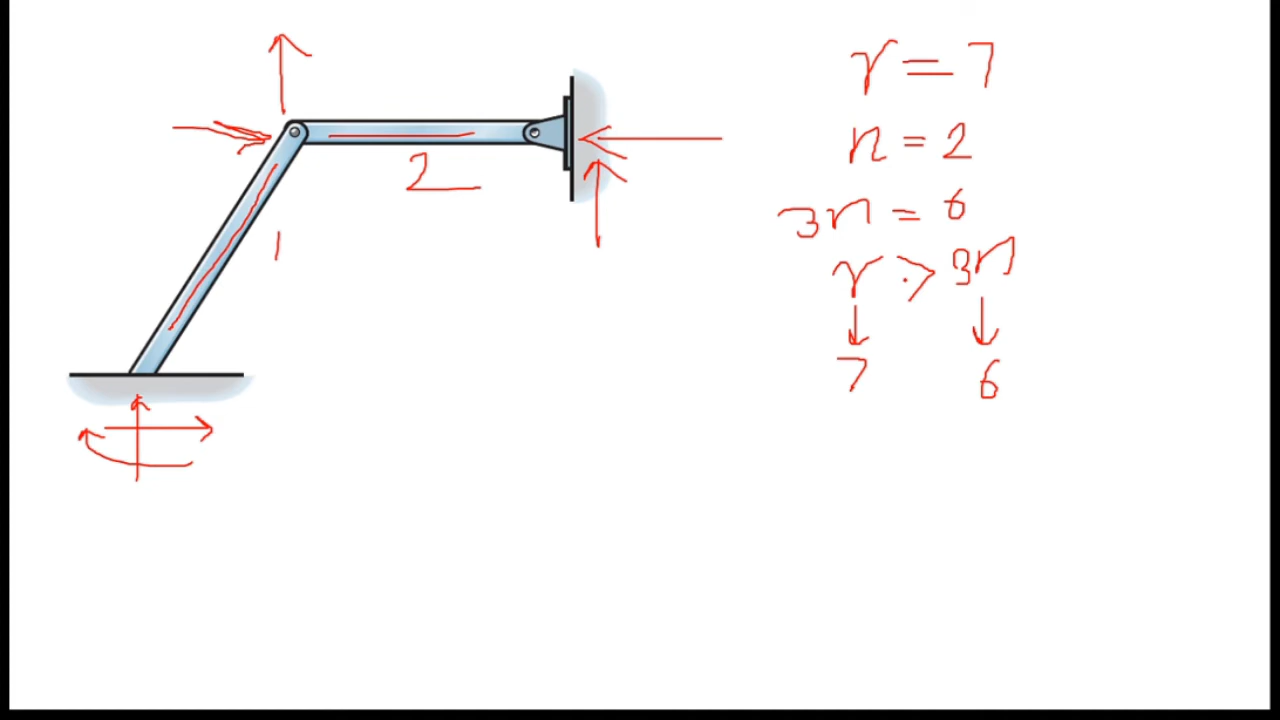 r = 7
n = 2
3n = 6
r > 3n
7 6
2
1